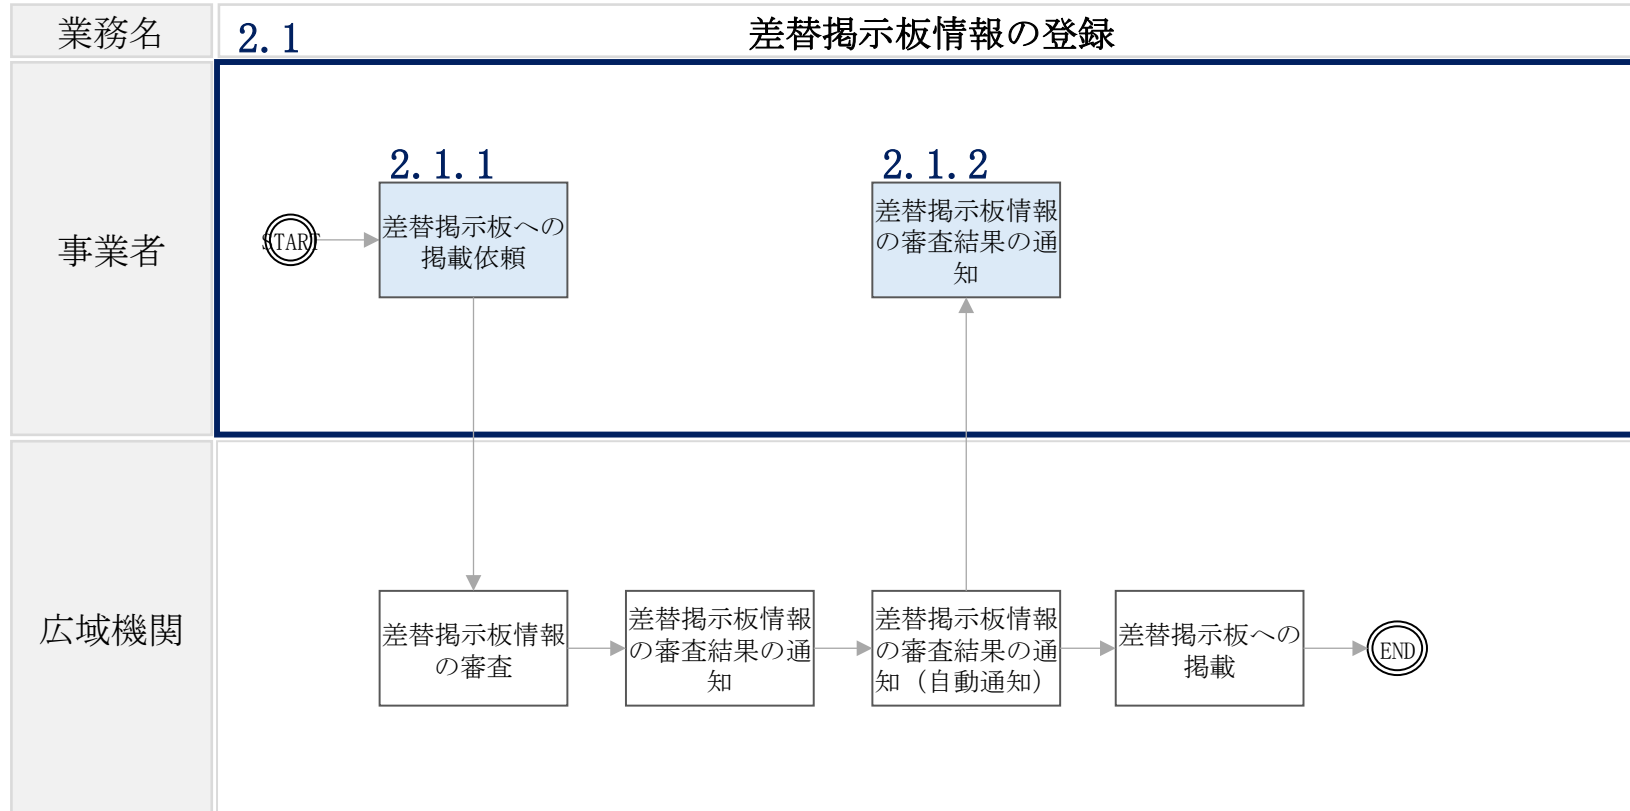 業務名
2.1
差替掲示板情報の登録
事業者
START
2.1.1
差替掲示板への
掲載依頼
2.1.2
差替掲示板情報
の審査結果の通
知
広域機関
差替掲示板情報
の審査
差替掲示板情報
の審査結果の通
知
差替掲示板情報
の審査結果の通
知（自動通知）
差替掲示板への
掲載
END